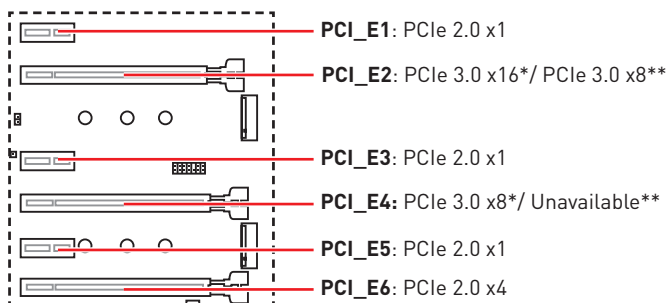 PCI_E1: PCIe 2.0 x1
PCI_E2: PCIe 3.0 x16*/ PCIe 3.0 x8**
PCI_E3: PCIe 2.0 x1
PCI_E4: PCIe 3.0 x8*/ Unavailable**
PCI_E5: PCIe 2.0 x1
PCI_E6: PCIe 2.0 x4